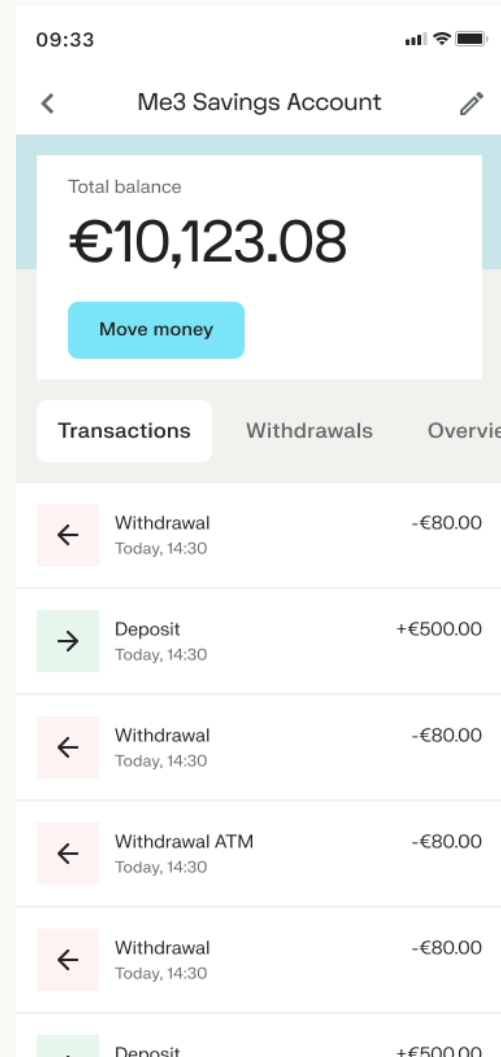 09:33
Me3 Savings Account
Total balance
€10,123.08
Move money
Transactions Withdrawals Overvie
Withdrawal -€80.00
Today, 14:30
Deposit +€500.00
Today, 14:30
Withdrawal -€80.00
Today, 14:30
Withdrawal ATM -€80.00
Today, 14:30
Withdrawal -€80.00
Today, 14:30
Deposit +€500.00